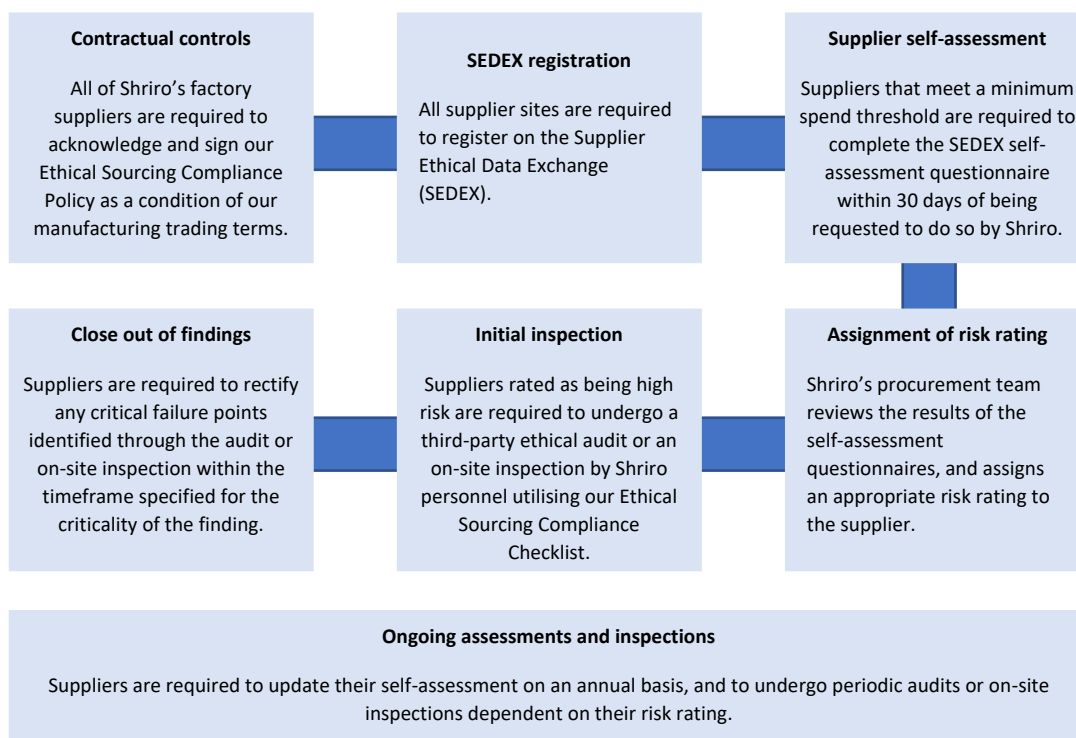 Contractual controls
All of Shriro’s factory
suppliers are required to
acknowledge and sign our
Ethical Sourcing Compliance
Policy as a condition of our
manufacturing trading terms.
SEDEX registration
All supplier sites are required
to register on the Supplier
Ethical Data Exchange
(SEDEX).
Supplier self-assessment
Suppliers that meet a minimum
spend threshold are required to
complete the SEDEX self-
assessment questionnaire
within 30 days of being
requested to do so by Shriro.
Assignment of risk rating
Shriro’s procurement team
reviews the results of the
self-assessment
questionnaires, and assigns
an appropriate risk rating to
the supplier.
Initial inspection
Suppliers rated as being high
risk are required to undergo a
third-party ethical audit or an
on-site inspection by Shriro
personnel utilising our Ethical
Sourcing Compliance
Checklist.
Close out of findings
Suppliers are required to rectify
any critical failure points
identified through the audit or
on-site inspection within the
timeframe specified for the
criticality of the finding.
Ongoing assessments and inspections
Suppliers are required to update their self-assessment on an annual basis, and to undergo periodic audits or on-site
inspections dependent on their risk rating.